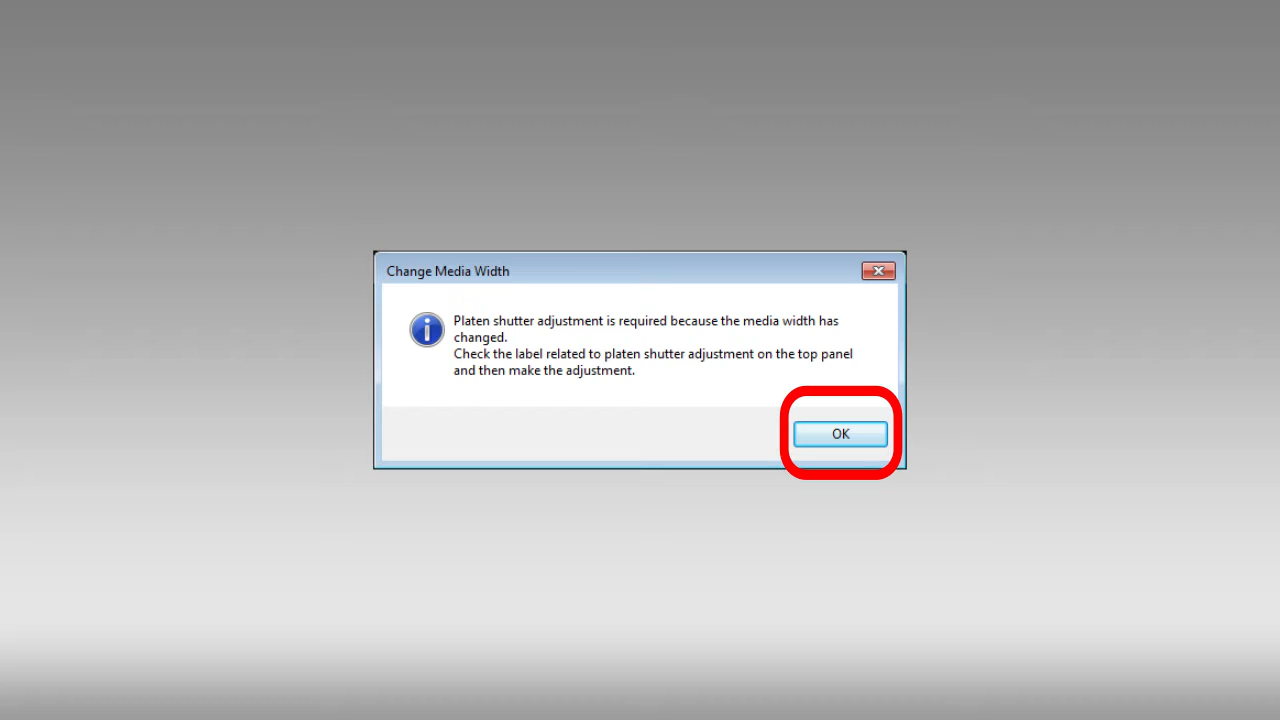 Change Media Width
Platen shutter adjustment is required because the media width has
changed.
Check the label related to platen shutter adjustment on the top panel
and then make the adjustment.
OK